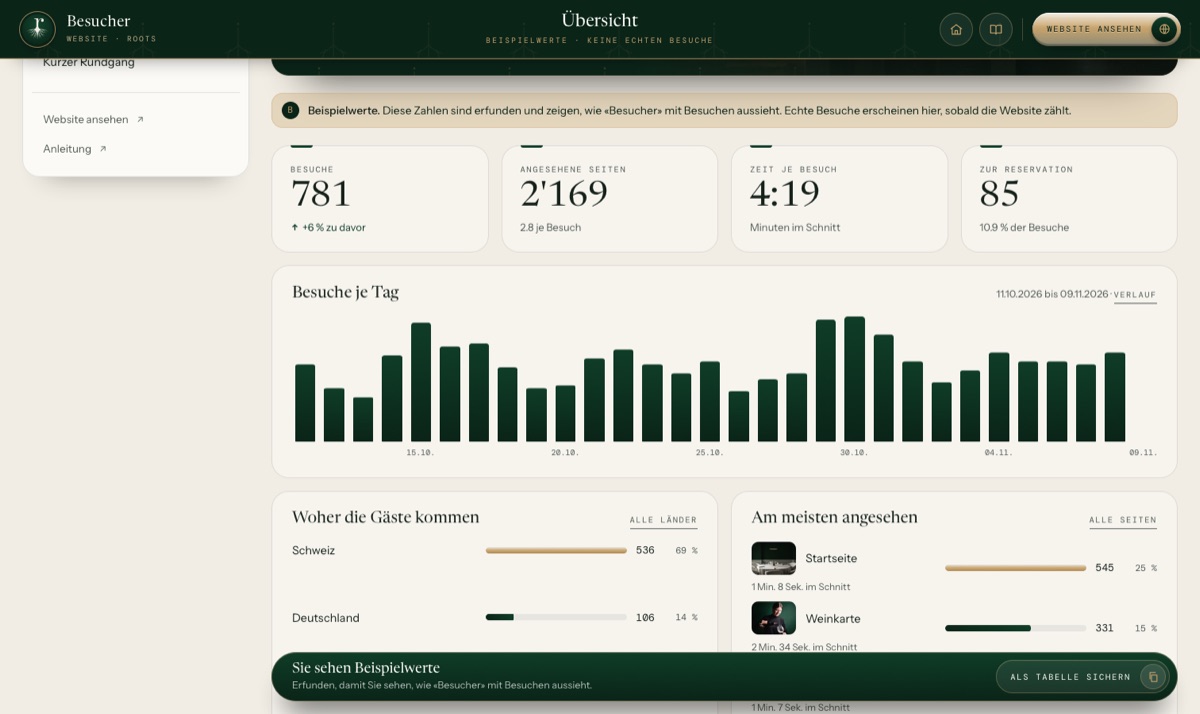 Besucher
WEBSITE · ROOTS
Übersicht
BEISPIELWERTE · KEINE ECHTEN BESUCHE
WEBSITE ANSEHEN
Kurzer Rundgang
Website ansehen ↗
Anleitung ↗
B Beispielwerte. Diese Zahlen sind erfunden und zeigen, wie «Besucher» mit Besuchen aussieht. Echte Besuche erscheinen hier, sobald die Website zählt.
BESUCHE
781
↑ +6 % zu davor
ANGESEHENE SEITEN
2'169
2.8 je Besuch
ZEIT JE BESUCH
4:19
Minuten im Schnitt
ZUR RESERVATION
85
10.9 % der Besuche
Besuche je Tag
11.10.2026 bis 09.11.2026 · VERLAUF
15.10. 20.10. 25.10. 30.10. 04.11. 09.11.
Woher die Gäste kommen
ALLE LÄNDER
Schweiz 536 69 %
Deutschland 106 14 %
Am meisten angesehen
ALLE SEITEN
Startseite 545 25 %
1 Min. 8 Sek. im Schnitt
Weinkarte 331 15 %
2 Min. 34 Sek. im Schnitt
Sie sehen Beispielwerte
Erfunden, damit Sie sehen, wie «Besucher» mit Besuchen aussieht.
ALS TABELLE SICHERN
1 Min. 7 Sek. im Schnitt